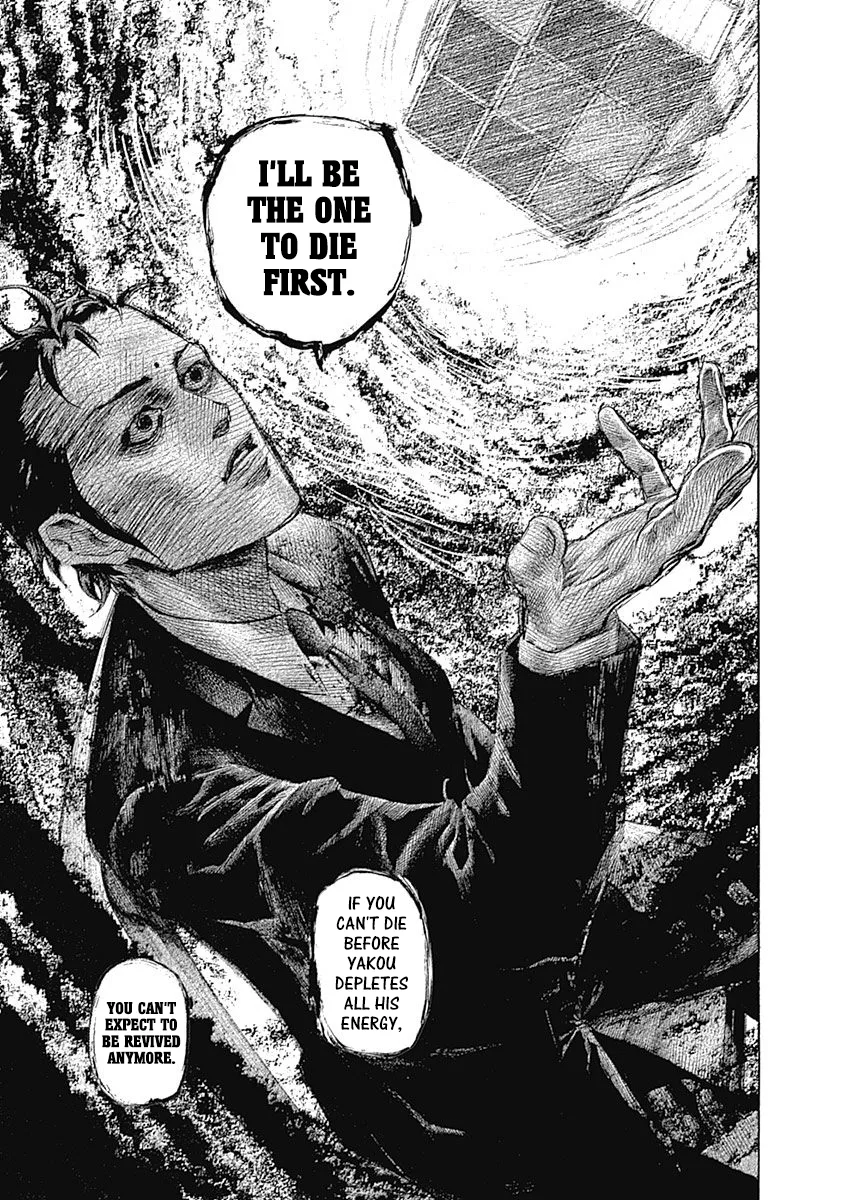 I'LL BE
THE ONE
TO DIE
FIRST.
IF YOU
CAN'T DIE
BEFORE
YAKOU
DEPLETES
ALL HIS
ENERGY,
YOU CAN'T
EXPECT TO
BE REVIVED
ANYMORE.